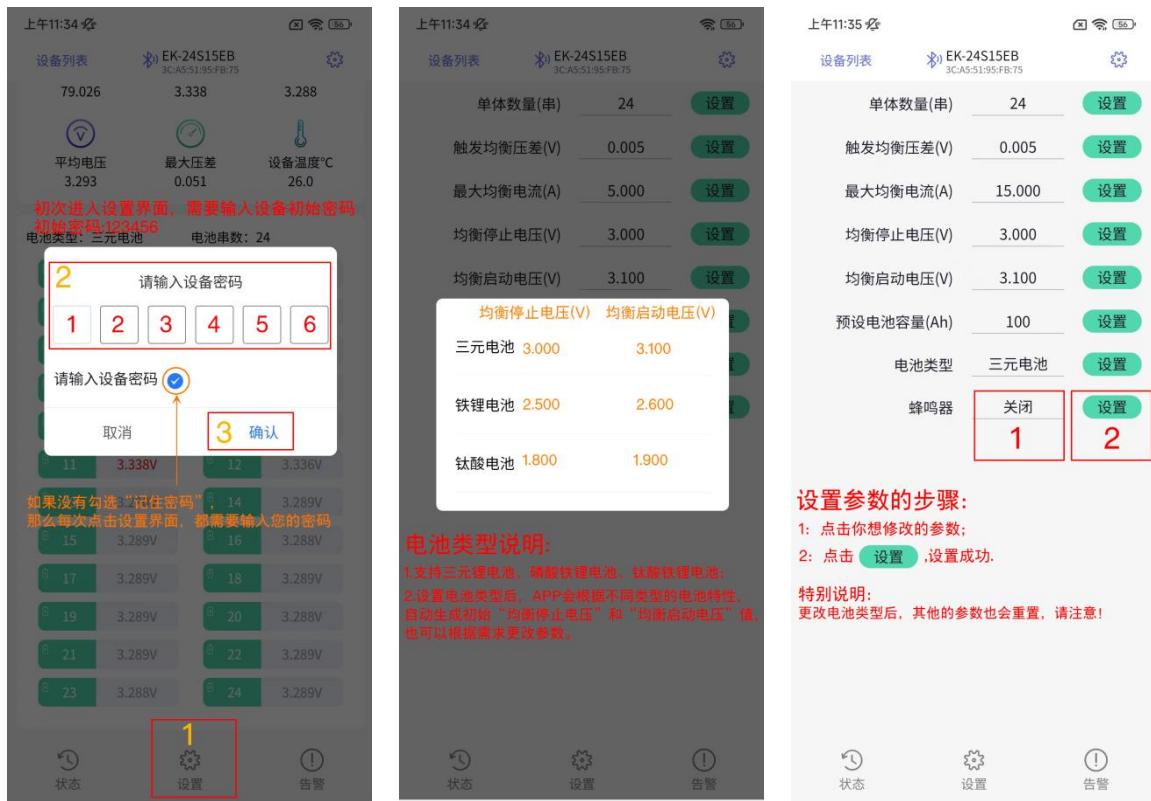 上午11:34
56
设备列表
EK-24S15EB
3C:A5:51:95:FB:75
79.026 3.338 3.288
平均电压 最大压差 设备温度°C
3.293 0.051 26.0
初次进入设置界面，需要输入设备初始密码
初始密码:123456
电池类型：三元电池 电池串数：24
2
请输入设备密码
1 2 3 4 5 6
请输入设备密码
取消 3 确认
11 3.338V 12 3.336V
如果没有勾选“记住密码”，
那么每次点击设置界面，都需要输入您的密码
14 3.289V
15 3.289V 16 3.288V
17 3.289V 18 3.289V
19 3.289V 20 3.288V
21 3.289V 22 3.289V
23 3.288V 24 3.289V
1
状态 设置 告警
上午11:34
56
设备列表
EK-24S15EB
3C:A5:51:95:FB:75
单体数量(串) 24 设置
触发均衡压差(V) 0.005 设置
最大均衡电流(A) 5.000 设置
均衡停止电压(V) 3.000 设置
均衡启动电压(V) 3.100 设置
均衡停止电压(V) 均衡启动电压(V)
三元电池 3.000 3.100
铁锂电池 2.500 2.600
钛酸电池 1.800 1.900
电池类型说明:
1.支持三元锂电池、磷酸铁锂电池、钛酸铁锂电池；
2.设置电池类型后，APP会根据不同类型的电池特性，
自动生成初始“均衡停止电压”和“均衡启动电压”值，
也可以根据需求更改参数。
状态 设置 告警
上午11:35
56
设备列表
EK-24S15EB
3C:A5:51:95:FB:75
单体数量(串) 24 设置
触发均衡压差(V) 0.005 设置
最大均衡电流(A) 15.000 设置
均衡停止电压(V) 3.000 设置
均衡启动电压(V) 3.100 设置
预设电池容量(Ah) 100 设置
电池类型 三元电池 设置
蜂鸣器 关闭 设置
1 2
设置参数的步骤:
1: 点击你想修改的参数;
2: 点击 设置 ,设置成功.
特别说明:
更改电池类型后，其他的参数也会重置，请注意!
状态 设置 告警